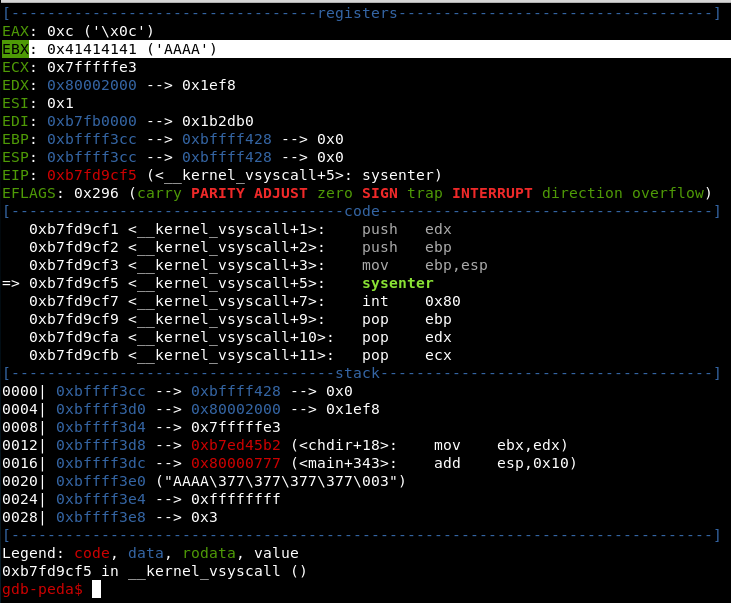 [----------------------------------registers-----------------------------------]
EAX: 0xc ('\x0c')
EBX: 0x41414141 ('AAAA')
ECX: 0x7fffffe3
EDX: 0x80002000 --> 0x1ef8
ESI: 0x1
EDI: 0xb7fb0000 --> 0x1b2db0
EBP: 0xbffff3cc --> 0xbffff428 --> 0x0
ESP: 0xbffff3cc --> 0xbffff428 --> 0x0
EIP: 0xb7fd9cf5 (<__kernel_vsyscall+5>: sysenter)
EFLAGS: 0x296 (carry PARITY ADJUST zero SIGN trap INTERRUPT direction overflow)
[-------------------------------------code-------------------------------------]
   0xb7fd9cf1 <__kernel_vsyscall+1>:	push   edx
   0xb7fd9cf2 <__kernel_vsyscall+2>:	push   ebp
   0xb7fd9cf3 <__kernel_vsyscall+3>:	mov    ebp,esp
=> 0xb7fd9cf5 <__kernel_vsyscall+5>:	sysenter
   0xb7fd9cf7 <__kernel_vsyscall+7>:	int    0x80
   0xb7fd9cf9 <__kernel_vsyscall+9>:	pop    ebp
   0xb7fd9cfa <__kernel_vsyscall+10>:	pop    edx
   0xb7fd9cfb <__kernel_vsyscall+11>:	pop    ecx
[------------------------------------stack-------------------------------------]
0000| 0xbffff3cc --> 0xbffff428 --> 0x0
0004| 0xbffff3d0 --> 0x80002000 --> 0x1ef8
0008| 0xbffff3d4 --> 0x7fffffe3
0012| 0xbffff3d8 --> 0xb7ed45b2 (<chdir+18>:	mov    ebx,edx)
0016| 0xbffff3dc --> 0x80000777 (<main+343>:	add    esp,0x10)
0020| 0xbffff3e0 ("AAAA\377\377\377\377\003")
0024| 0xbffff3e4 --> 0xffffffff
0028| 0xbffff3e8 --> 0x3
[------------------------------------------------------------------------------]
Legend: code, data, rodata, value
0xb7fd9cf5 in __kernel_vsyscall ()
gdb-peda$